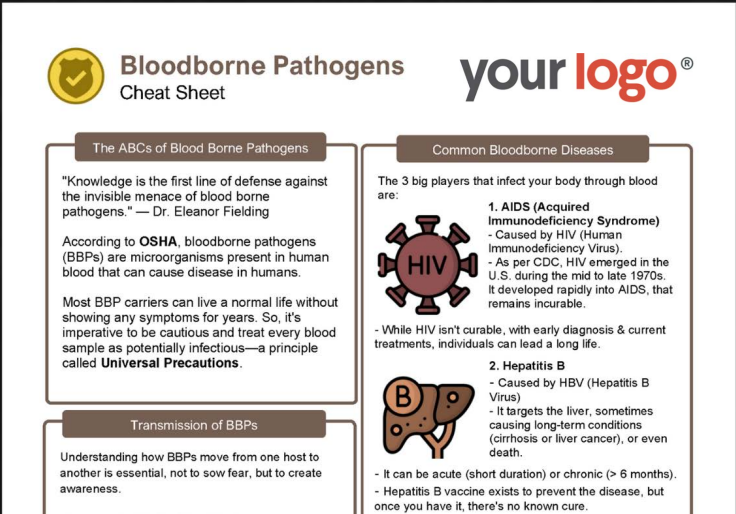 Bloodborne Pathogens
Cheat Sheet
your logo®
The ABCs of Blood Borne Pathogens
"Knowledge is the first line of defense against
the invisible menace of blood borne
pathogens." — Dr. Eleanor Fielding
According to OSHA, bloodborne pathogens
(BBPs) are microorganisms present in human
blood that can cause disease in humans.
Most BBP carriers can live a normal life without
showing any symptoms for years. So, it's
imperative to be cautious and treat every blood
sample as potentially infectious—a principle
called Universal Precautions.
Transmission of BBPs
Understanding how BBPs move from one host to
another is essential, not to sow fear, but to create
awareness.
Common Bloodborne Diseases
The 3 big players that infect your body through blood
are:
HIV
1. AIDS (Acquired
Immunodeficiency Syndrome)
- Caused by HIV (Human
Immunodeficiency Virus).
- As per CDC, HIV emerged in the
U.S. during the mid to late 1970s.
It developed rapidly into AIDS, that
remains incurable.
- While HIV isn't curable, with early diagnosis & current
treatments, individuals can lead a long life.
B
2. Hepatitis B
- Caused by HBV (Hepatitis B
Virus)
- It targets the liver, sometimes
causing long-term conditions
(cirrhosis or liver cancer), or even
death.
- It can be acute (short duration) or chronic (> 6 months).
- Hepatitis B vaccine exists to prevent the disease, but
once you have it, there's no known cure.